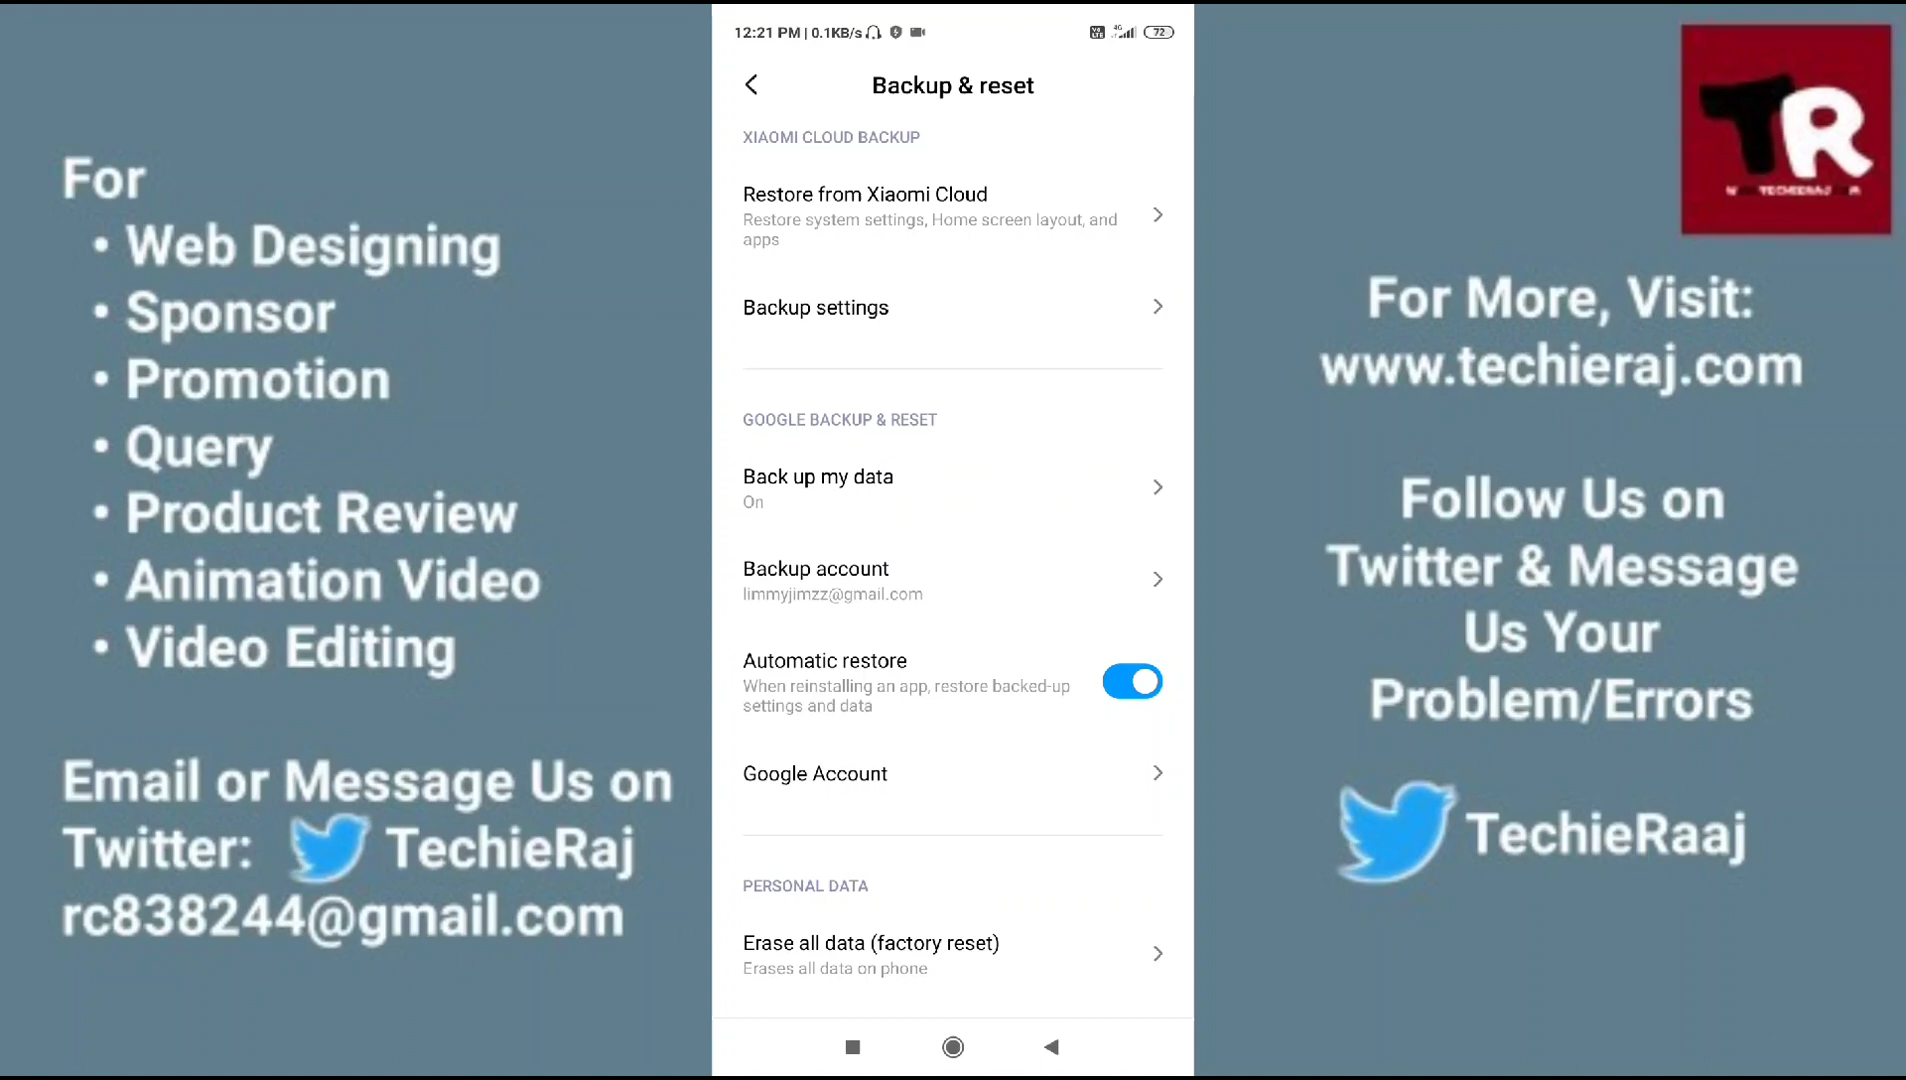 For
• Web Designing
• Sponsor
• Promotion
• Query
• Product Review
• Animation Video
• Video Editing
Email or Message Us on
Twitter: TechieRaj
rc838244@gmail.com
12:21 PM | 0.1KB/s
4G
72
Backup & reset
XIAOMI CLOUD BACKUP
Restore from Xiaomi Cloud
Restore system settings, Home screen layout, and
apps
Backup settings
GOOGLE BACKUP & RESET
Back up my data
On
Backup account
limmyjimzz@gmail.com
Automatic restore
When reinstalling an app, restore backed-up
settings and data
Google Account
PERSONAL DATA
Erase all data (factory reset)
Erases all data on phone
TR
For More, Visit:
www.techieraj.com
Follow Us on
Twitter & Message
Us Your
Problem/Errors
TechieRaaj